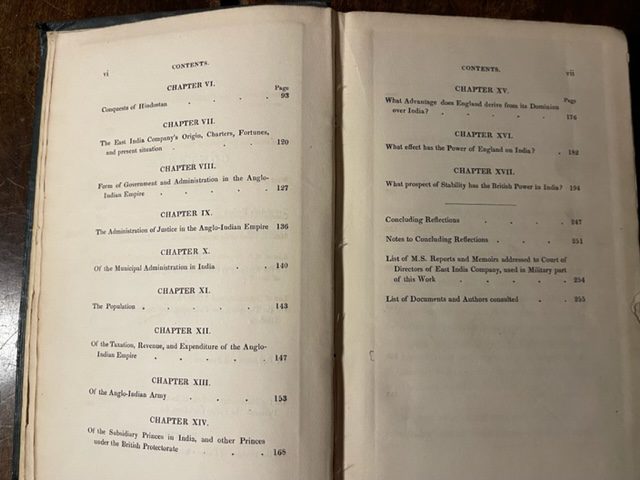 vi CONTENTS.
CHAPTER VI.
Page
Conquests of Hindostan . . . . 93
CHAPTER VII.
The East India Company's Origin, Charters, Fortunes,
and present situation . . . . 120
CHAPTER VIII.
Form of Government and Administration in the Anglo-
Indian Empire . . . . . 127
CHAPTER IX.
The Administration of Justice in the Anglo-Indian Empire 136
CHAPTER X.
Of the Municipal Administration in India . . 140
CHAPTER XI.
The Population . . . . . 143
CHAPTER XII.
Of the Taxation, Revenue, and Expenditure of the Anglo-
Indian Empire . . . . . 147
CHAPTER XIII.
Of the Anglo-Indian Army . . . . 153
CHAPTER XIV.
Of the Subsidiary Princes in India, and other Princes
under the British Protectorate . . . 168
CONTENTS. vii
CHAPTER XV.
Page
What Advantage does England derive from its Dominion
over India? . . . . . 176
CHAPTER XVI.
What effect has the Power of England on India? . 182
CHAPTER XVII.
What prospect of Stability has the British Power in India? 194
Concluding Reflections . . . . 247
Notes to Concluding Reflections . . . 251
List of M.S. Reports and Memoirs addressed to Court of
Directors of East India Company, used in Military part
of this Work . . . . . 254
List of Documents and Authors consulted . . 255